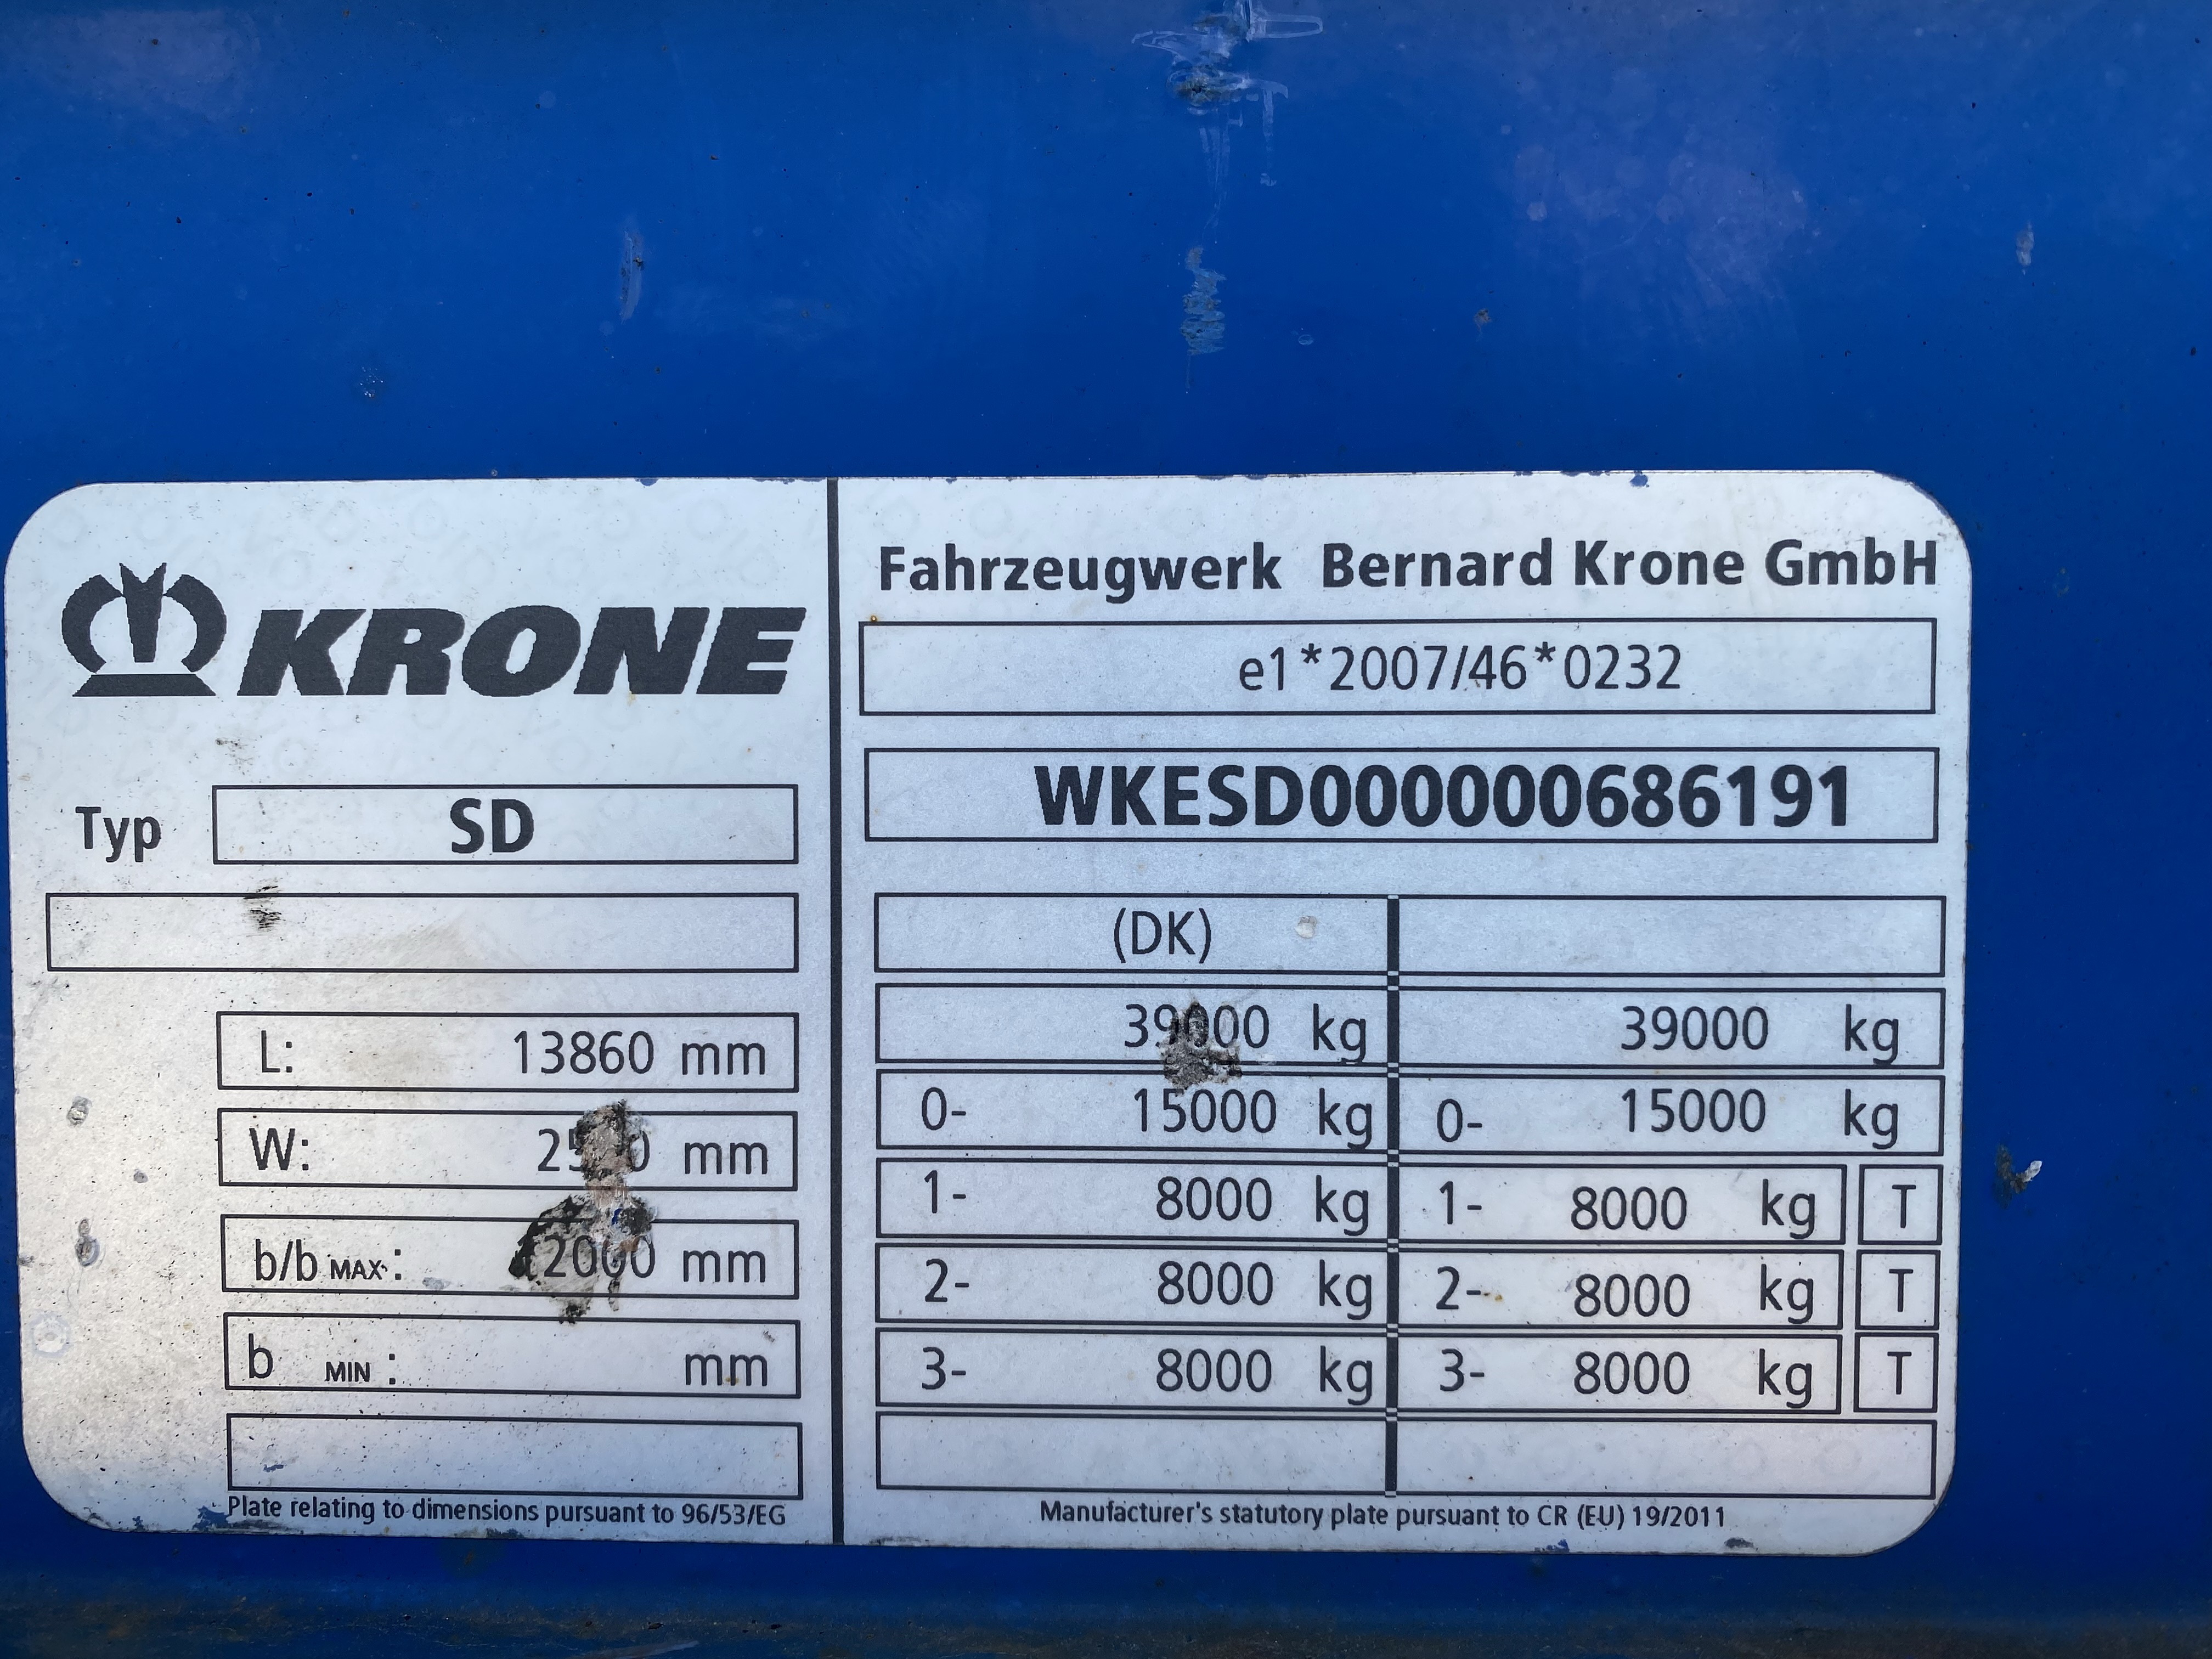 KRONE
Typ SD
L: 13860 mm
W: mm
b/b MAX: mm
b MIN : mm
Plate relating to dimensions pursuant to 96/53/EG
Fahrzeugwerk Bernard Krone GmbH
e1*2007/46*0232
WKESD000000686191
(DK)
39000 kg 39000 kg
0- 15000 kg 0- 15000 kg
1- 8000 kg 1- 8000 kg T
2- 8000 kg 2- 8000 kg T
3- 8000 kg 3- 8000 kg T
Manufacturer's statutory plate pursuant to CR (EU) 19/2011